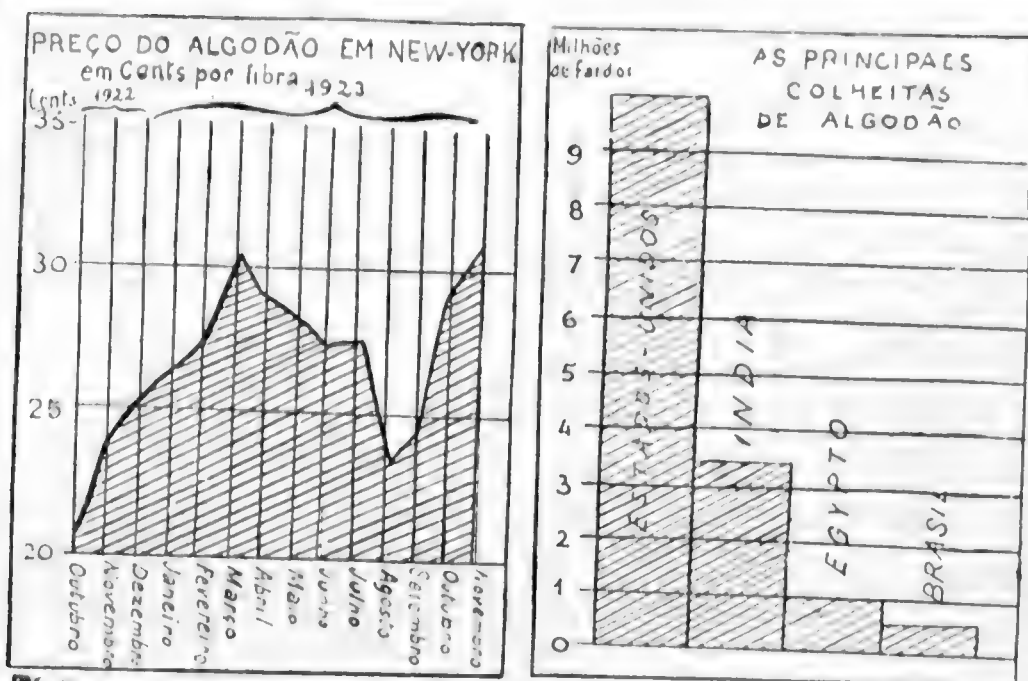 PREÇO DO ALGODÃO EM NEW-YORK
em Cents por libra
Cents 1922 1923
35
30
25
20
Outubro
Novembro
Dezembro
Janeiro
Fevereiro
Março
Abril
Maio
Junho
Julho
Agosto
Setembro
Outubro
Novembro
Milhões
de fardos
AS PRINCIPAES
COLHEITAS
DE ALGODÃO
9
8
7
6
5
4
3
2
1
0
ESTADOS-UNIDOS
INDIA
EGYPTO
BRASIL